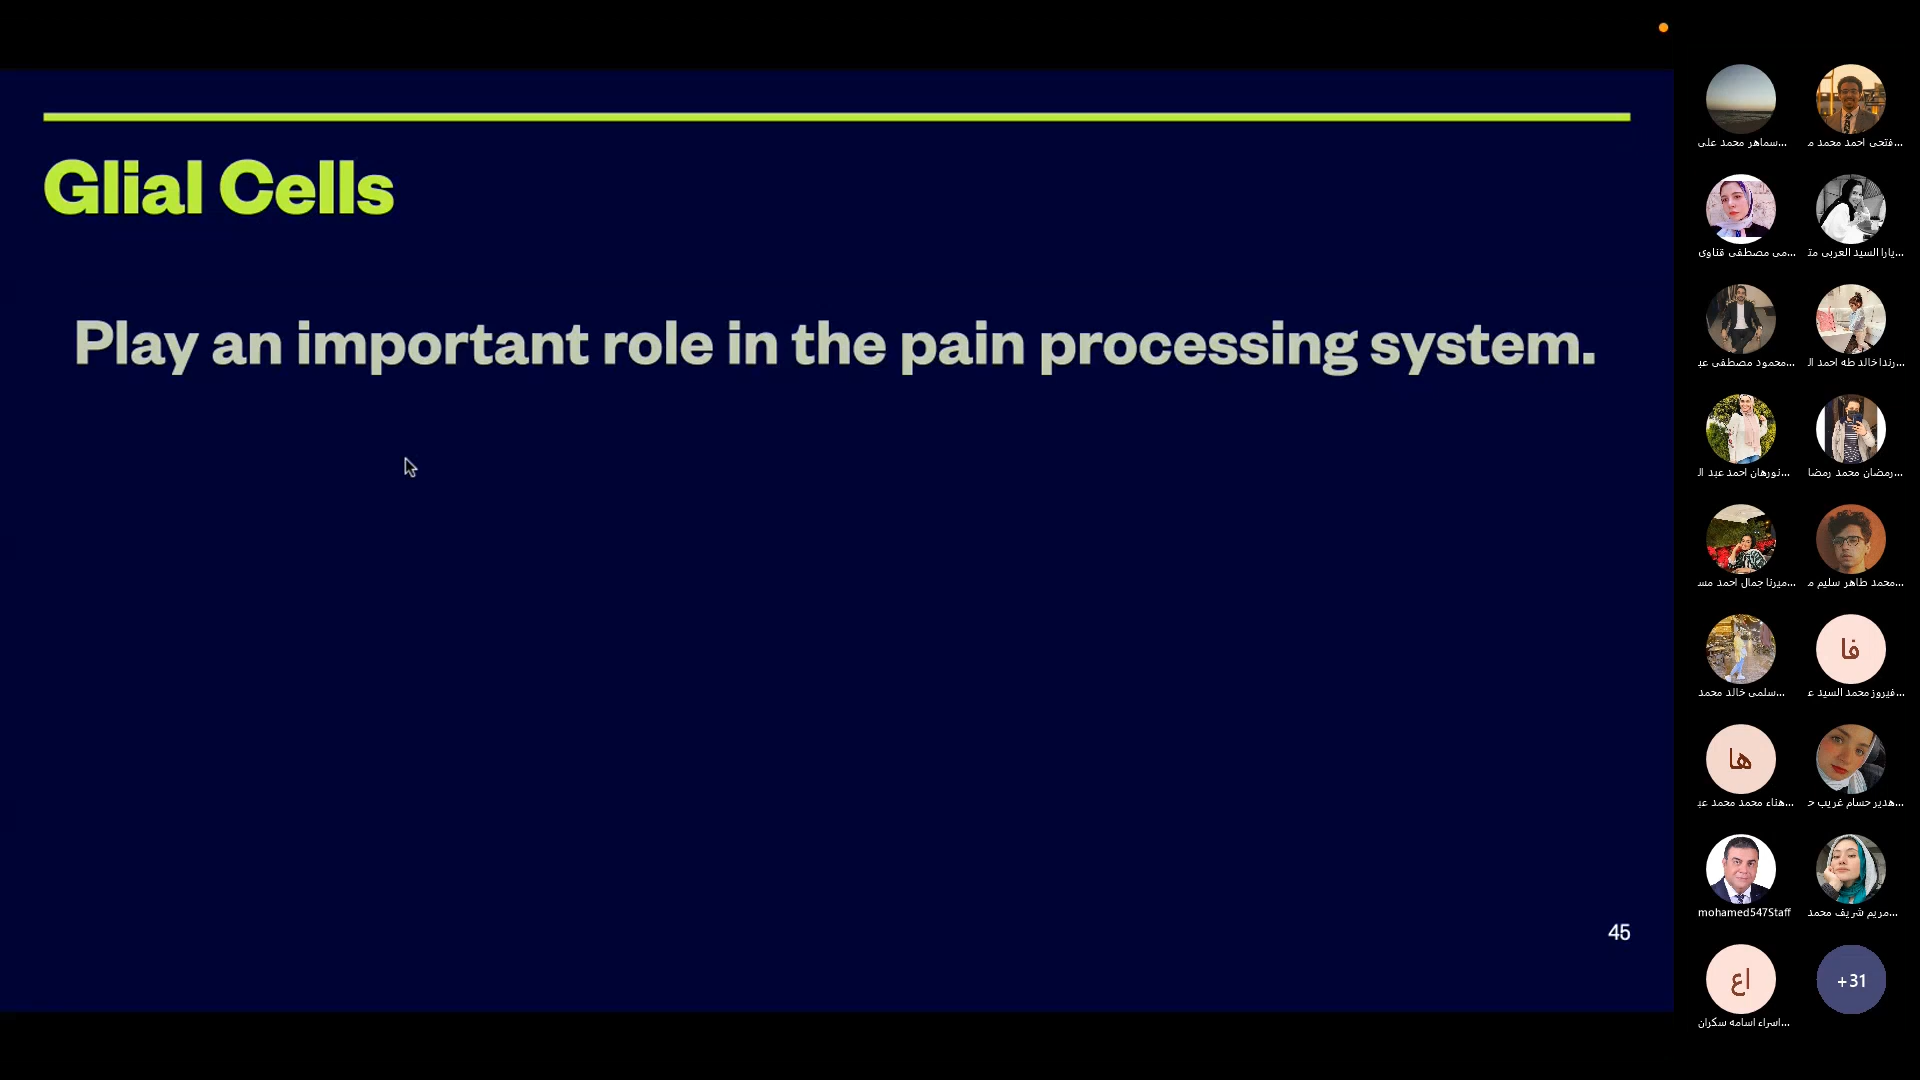 Glial Cells
Play an important role in the pain processing system.
45
سماهر محمد على...
فتحى احمد محمد م...
مى مصطفى قناوى...
يارا السيد العربى مت...
محمود مصطفى عب...
رندا خالد طه احمد ال...
نورهان احمد عبد ال...
رمضان محمد رمضا...
ميرنا جمال احمد مس...
محمد طاهر سليم م...
سلمى خالد محمد...
فا
فيروز محمد السيد ع...
ها
هناء محمد محمد عب...
هدير حسام غريب ح...
mohamed547Staff
مريم شريف محمد...
اع
اسراء اسامه سكران...
+31